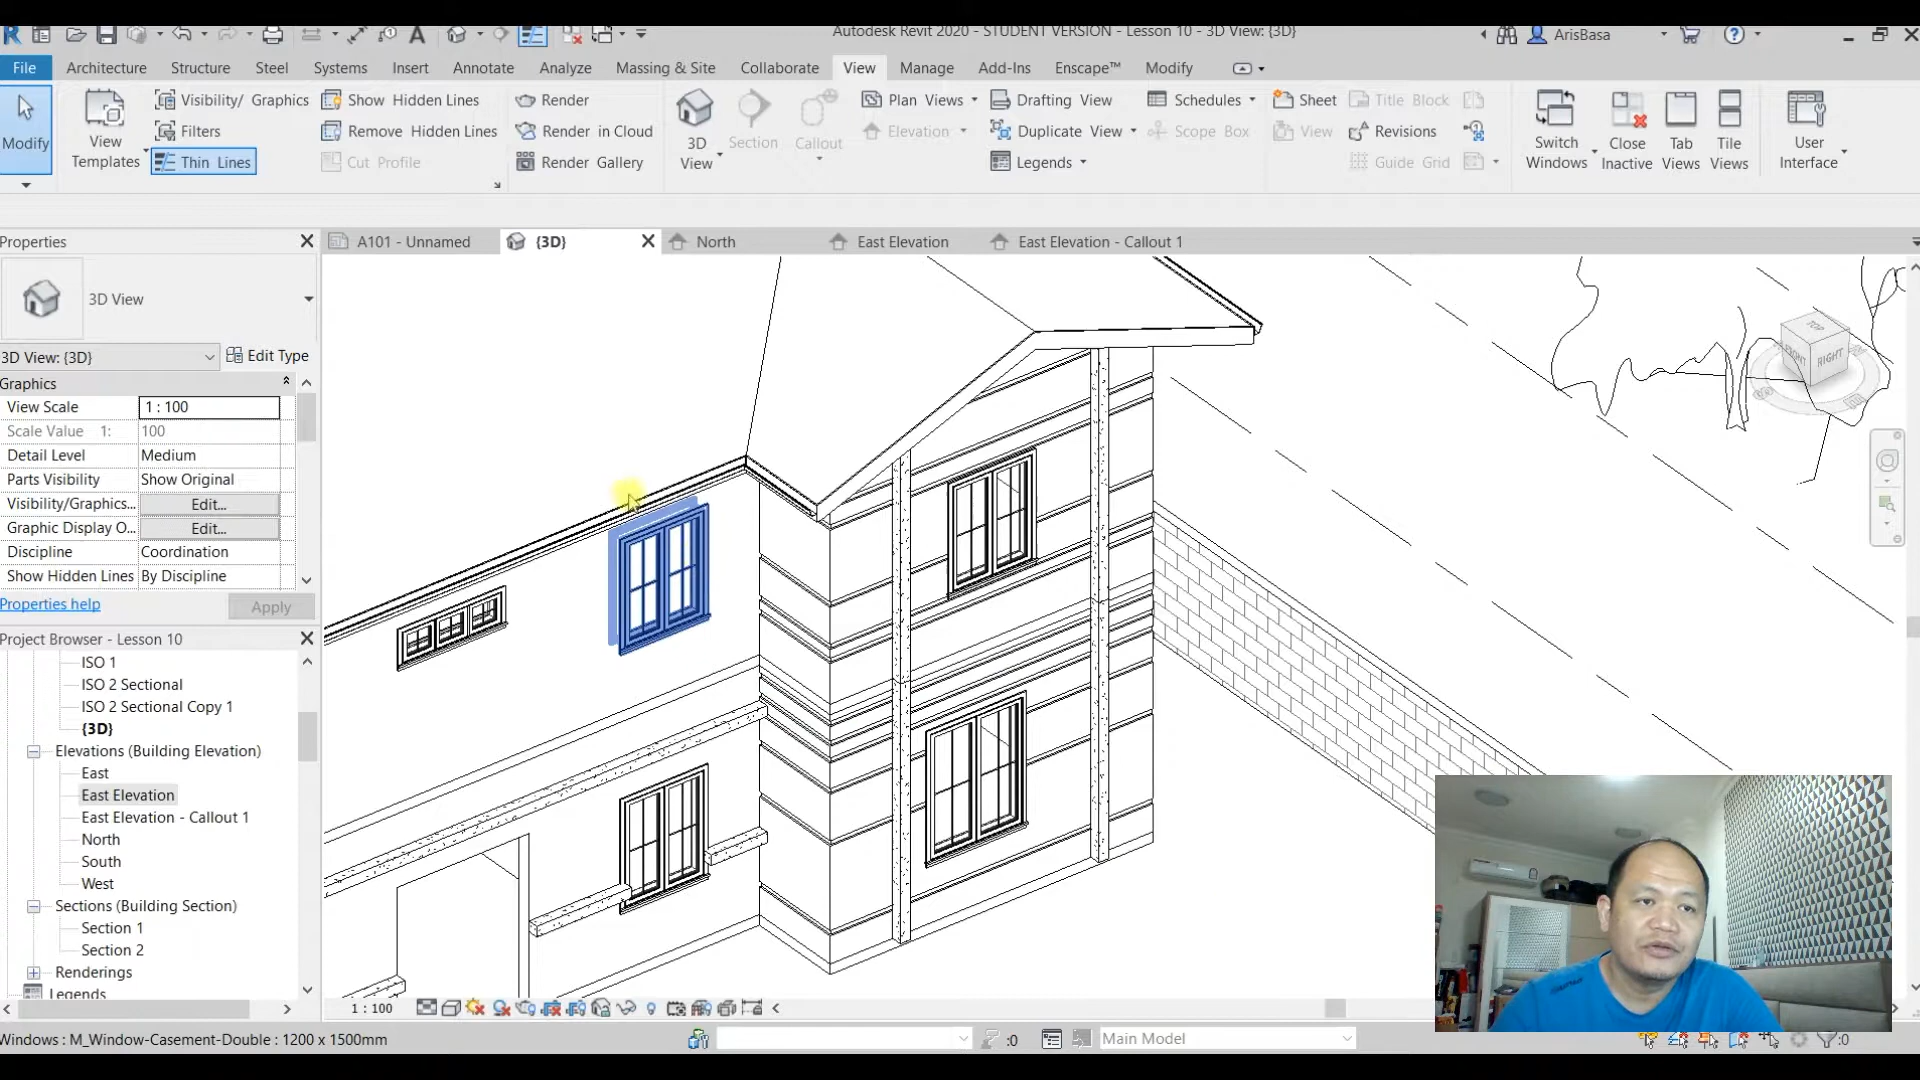 Autodesk Revit 2020 - STUDENT VERSION - Lesson 10 - 3D View: {3D}
ArisBasa
File
Architecture
Structure
Steel
Systems
Insert
Annotate
Analyze
Massing & Site
Collaborate
View
Manage
Add-Ins
Enscape™
Modify
Modify
View Templates
Visibility/ Graphics
Filters
Thin Lines
Show Hidden Lines
Remove Hidden Lines
Cut Profile
Render
Render in Cloud
Render Gallery
3D View
Section
Callout
Plan Views
Elevation
Drafting View
Duplicate View
Legends
Schedules
Scope Box
Sheet
View
Title Block
Revisions
Guide Grid
Switch Windows
Close Inactive
Tab Views
Tile Views
User Interface
Properties
A101 - Unnamed
{3D}
North
East Elevation
East Elevation - Callout 1
3D View
3D View: {3D}
Edit Type
Graphics
View Scale 1 : 100
Scale Value 1: 100
Detail Level Medium
Parts Visibility Show Original
Visibility/Graphics... Edit...
Graphic Display O... Edit...
Discipline Coordination
Show Hidden Lines By Discipline
Properties help
Apply
Project Browser - Lesson 10
ISO 1
ISO 2 Sectional
ISO 2 Sectional Copy 1
{3D}
Elevations (Building Elevation)
East
East Elevation
East Elevation - Callout 1
North
South
West
Sections (Building Section)
Section 1
Section 2
Renderings
Legends
TOP
FRONT
RIGHT
1 : 100
Windows : M_Window-Casement-Double : 1200 x 1500mm
:0
Main Model
:0